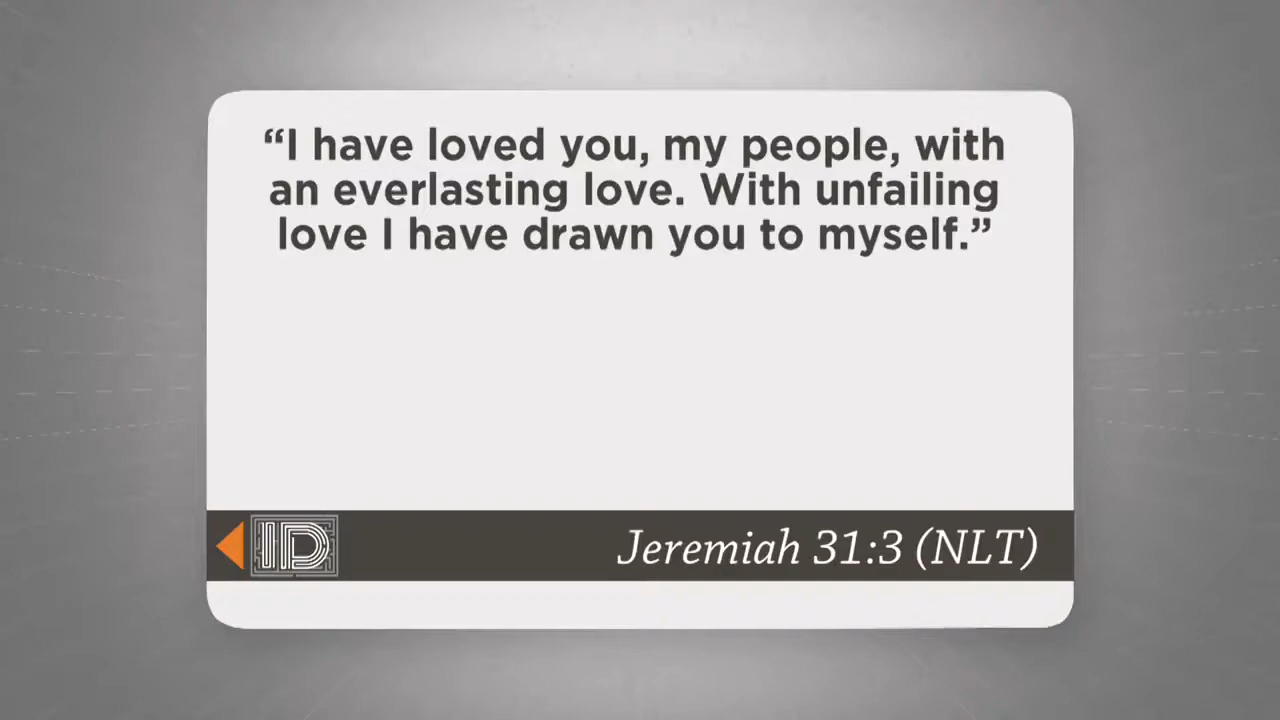 “I have loved you, my people, with
an everlasting love. With unfailing
love I have drawn you to myself.”
ID
Jeremiah 31:3 (NLT)